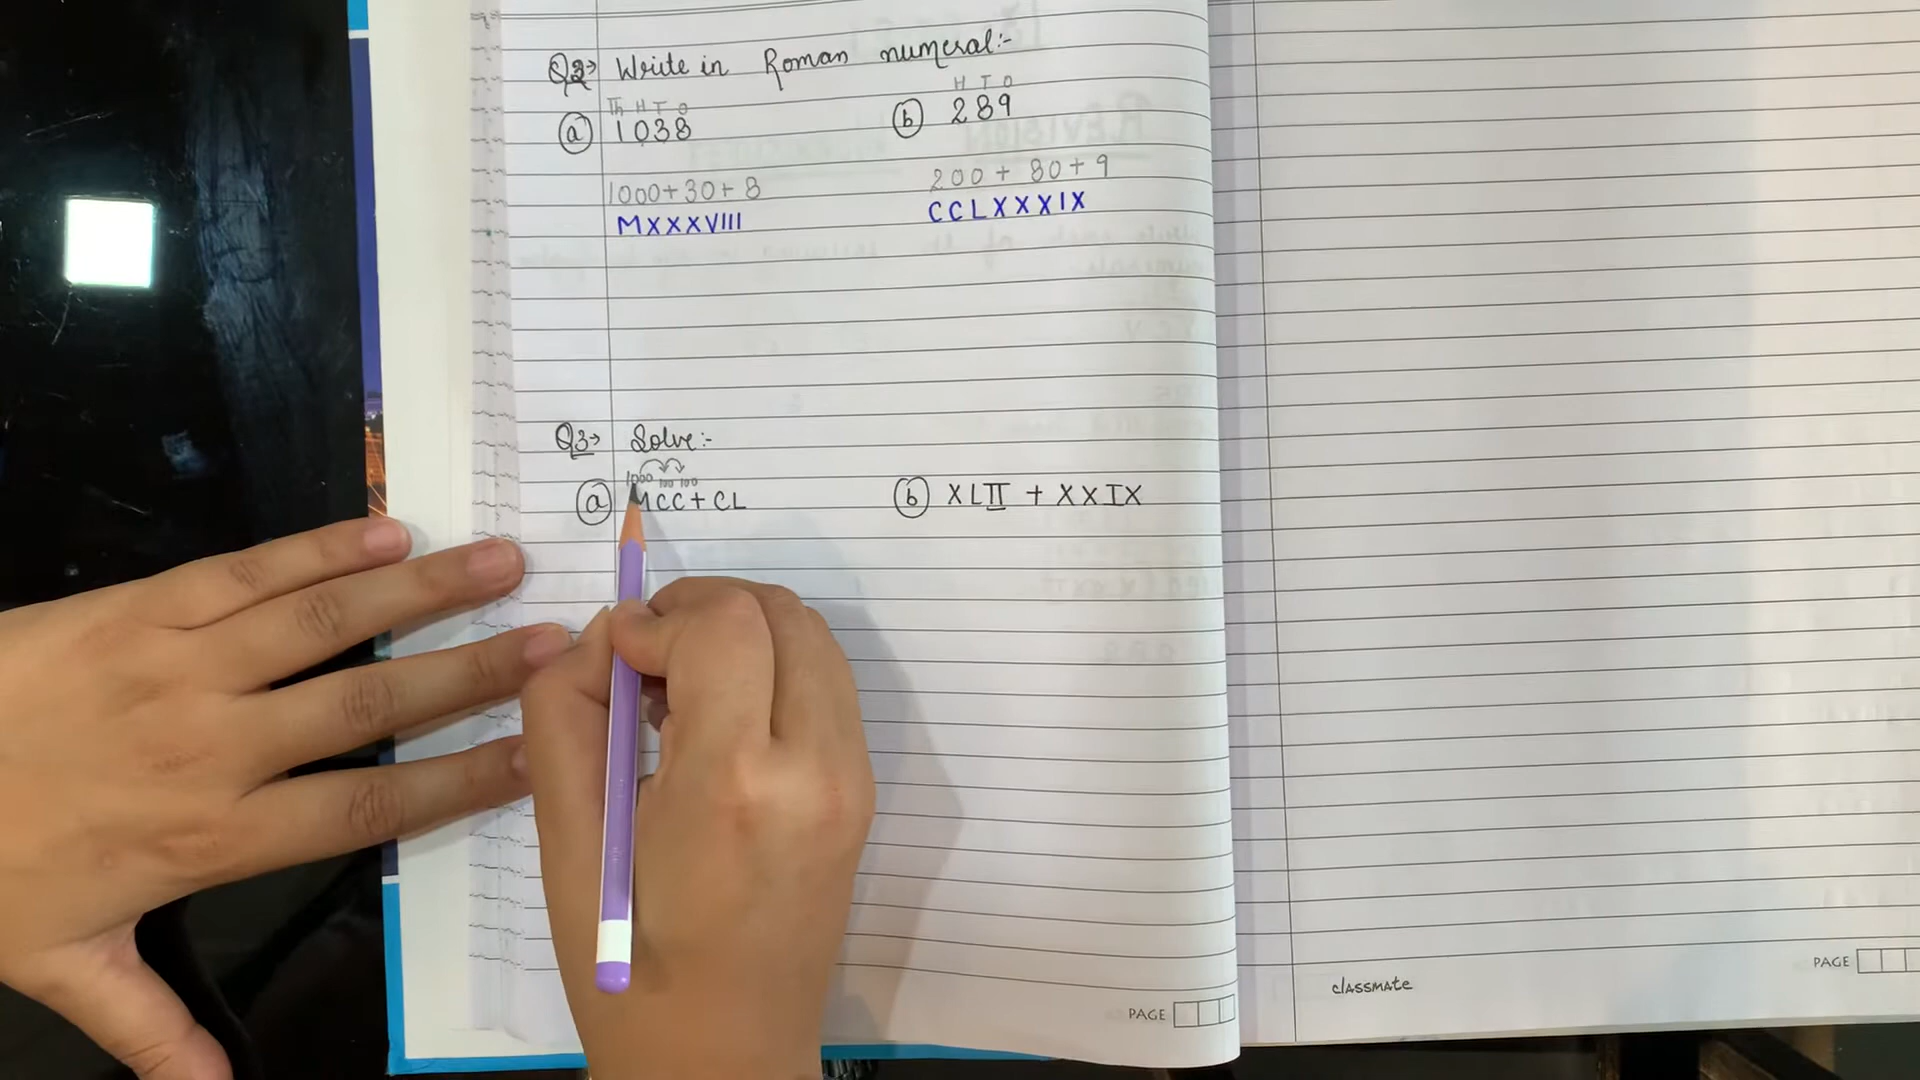 Q2→ Write in Roman numeral:-
Th H T O
H T O
(a) 1038
(b) 289
1000+30+8
200 + 80 + 9
MXXXVIII
CCLXXXIX
Q3→ Solve:-
1000 100 100
(a) MCC + CL
(b) XLII + XXIX
PAGE
classmate
PAGE